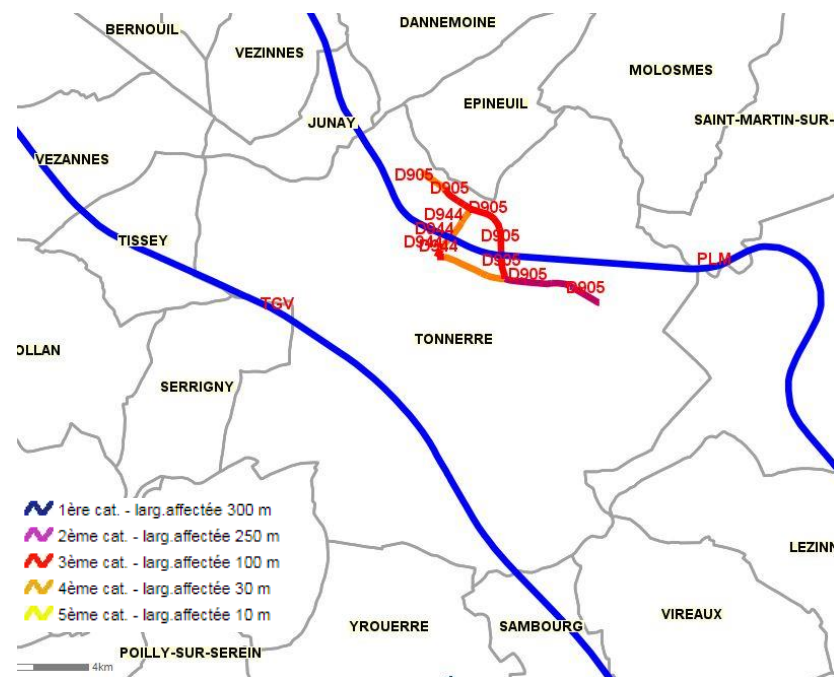 DANNEMOINE
BERNOUIL
VEZINNES
MOLOSMES
EPINEUIL
JUNAY
SAINT-MARTIN-SUR-
VEZANNES
D905
D905
D905
D944
D944
D905
TISSEY
D944
D944
D905
PLM
D905
D905
TGV
TONNERRE
OLLAN
SERRIGNY
1ère cat. - larg.affectée 300 m
2ème cat. - larg.affectée 250 m
3ème cat. - larg.affectée 100 m
4ème cat. - larg.affectée 30 m
5ème cat. - larg.affectée 10 m
LEZINN
VIREAUX
YROUERRE
SAMBOURG
POILLY-SUR-SEREIN
4km